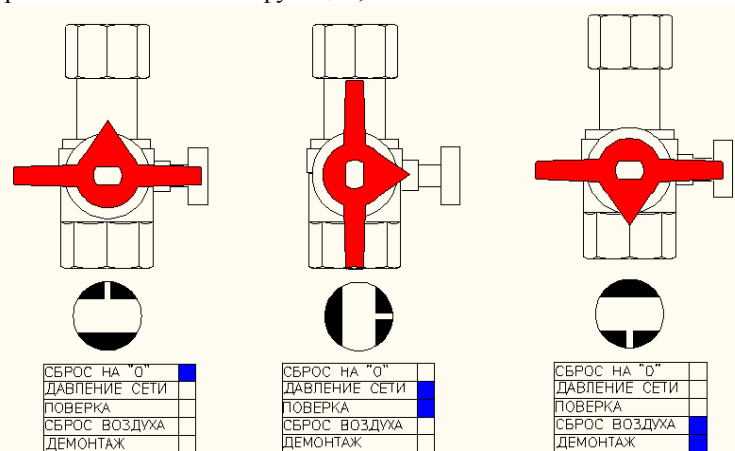 СБРОС НА "0"
ДАВЛЕНИЕ СЕТИ
ПОВЕРКА
СБРОС ВОЗДУХА
ДЕМОНТАЖ
СБРОС НА "0"
ДАВЛЕНИЕ СЕТИ
ПОВЕРКА
СБРОС ВОЗДУХА
ДЕМОНТАЖ
СБРОС НА "0"
ДАВЛЕНИЕ СЕТИ
ПОВЕРКА
СБРОС ВОЗДУХА
ДЕМОНТАЖ